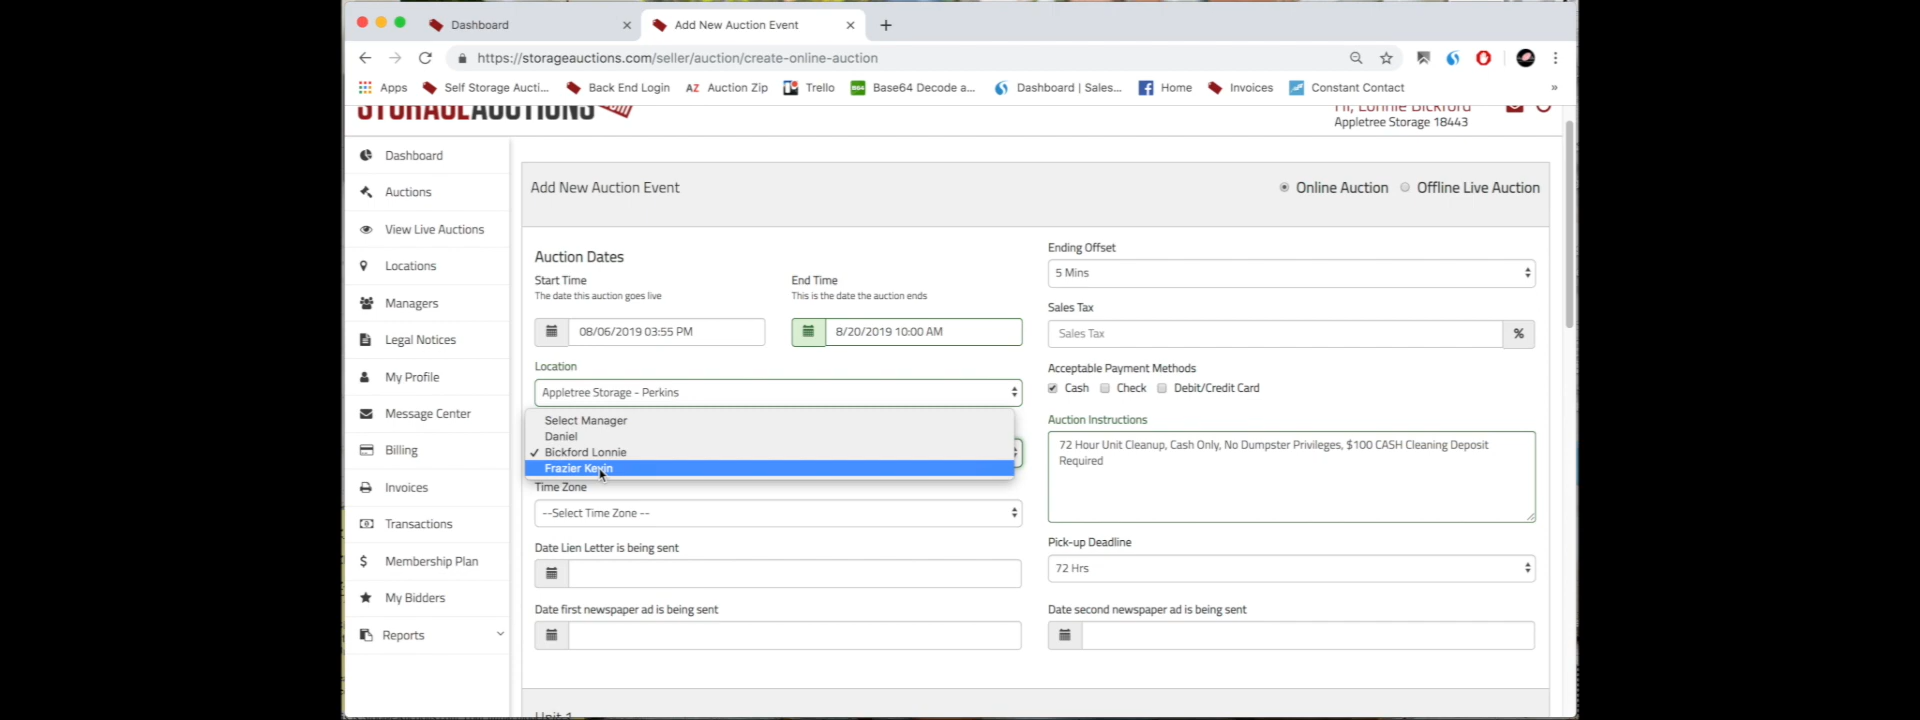 Dashboard
Add New Auction Event
https://storageauctions.com/seller/auction/create-online-auction
Apps
Self Storage Aucti...
Back End Login
AZ Auction Zip
Trello
Base64 Decode a...
Dashboard | Sales...
Home
Invoices
Constant Contact
»
STORAGEAUCTIONS
Hi, Lonnie Bickford
Appletree Storage 18443
Dashboard
Auctions
View Live Auctions
Locations
Managers
Legal Notices
My Profile
Message Center
Billing
Invoices
Transactions
Membership Plan
My Bidders
Reports
Add New Auction Event
Online Auction
Offline Live Auction
Auction Dates
Start Time
The date this auction goes live
08/06/2019 03:55 PM
End Time
This is the date the auction ends
8/20/2019 10:00 AM
Location
Appletree Storage - Perkins
Select Manager
Daniel
✓ Bickford Lonnie
Frazier Kevin
Time Zone
--Select Time Zone --
Date Lien Letter is being sent
Date first newspaper ad is being sent
Ending Offset
5 Mins
Sales Tax
Sales Tax
%
Acceptable Payment Methods
Cash
Check
Debit/Credit Card
Auction Instructions
72 Hour Unit Cleanup, Cash Only, No Dumpster Privileges, $100 CASH Cleaning Deposit
Required
Pick-up Deadline
72 Hrs
Date second newspaper ad is being sent
Unit 1